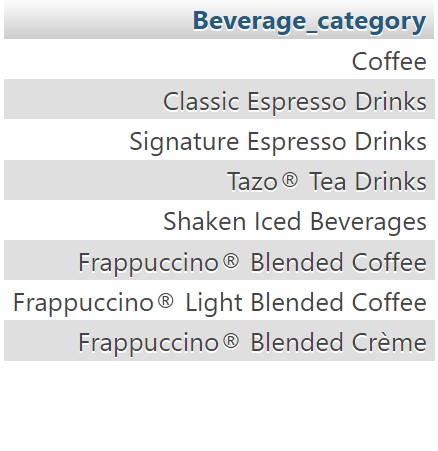 Beverage_category
Coffee
Classic Espresso Drinks
Signature Espresso Drinks
Tazo® Tea Drinks
Shaken Iced Beverages
Frappuccino® Blended Coffee
Frappuccino® Light Blended Coffee
Frappuccino® Blended Crème